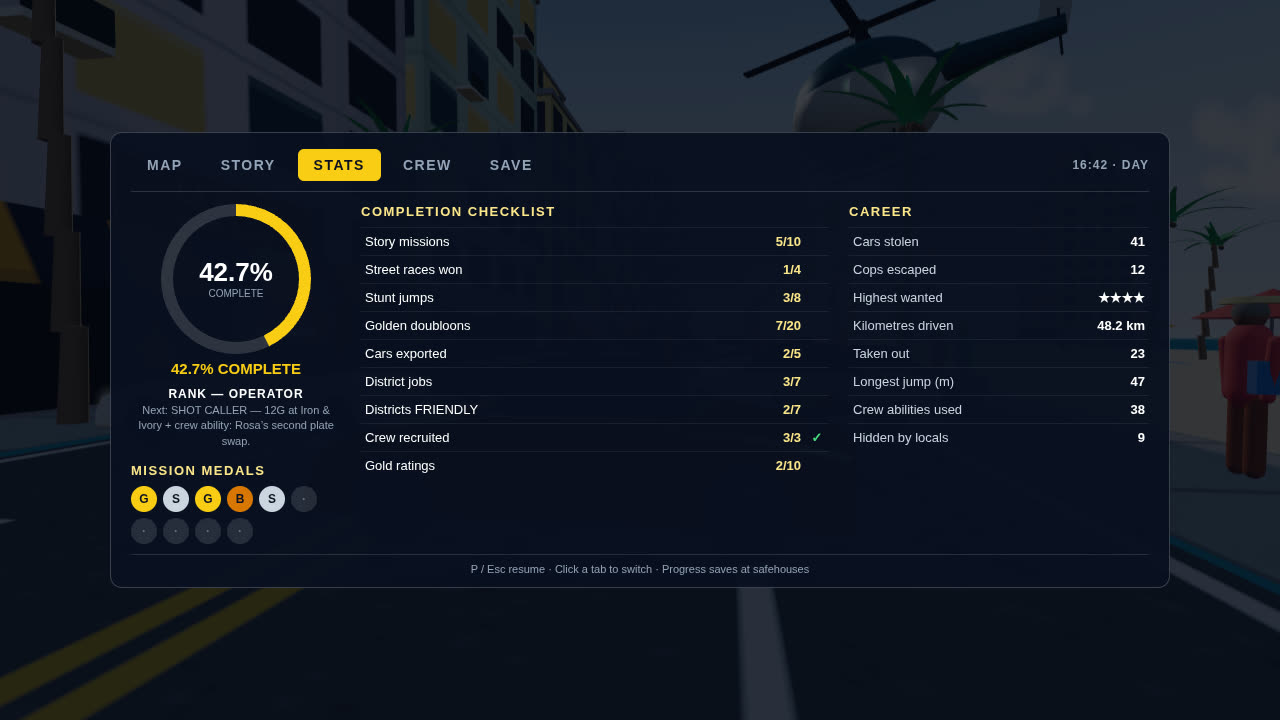 MAP STORY STATS CREW SAVE 16:42 · DAY
42.7%
COMPLETE
42.7% COMPLETE
RANK — OPERATOR
Next: SHOT CALLER — 12G at Iron &
Ivory + crew ability: Rosa's second plate
swap.
MISSION MEDALS
G S G B S ·
· · · ·
COMPLETION CHECKLIST
Story missions 5/10
Street races won 1/4
Stunt jumps 3/8
Golden doubloons 7/20
Cars exported 2/5
District jobs 3/7
Districts FRIENDLY 2/7
Crew recruited 3/3 ✓
Gold ratings 2/10
CAREER
Cars stolen 41
Cops escaped 12
Highest wanted ★★★★
Kilometres driven 48.2 km
Taken out 23
Longest jump (m) 47
Crew abilities used 38
Hidden by locals 9
P / Esc resume · Click a tab to switch · Progress saves at safehouses